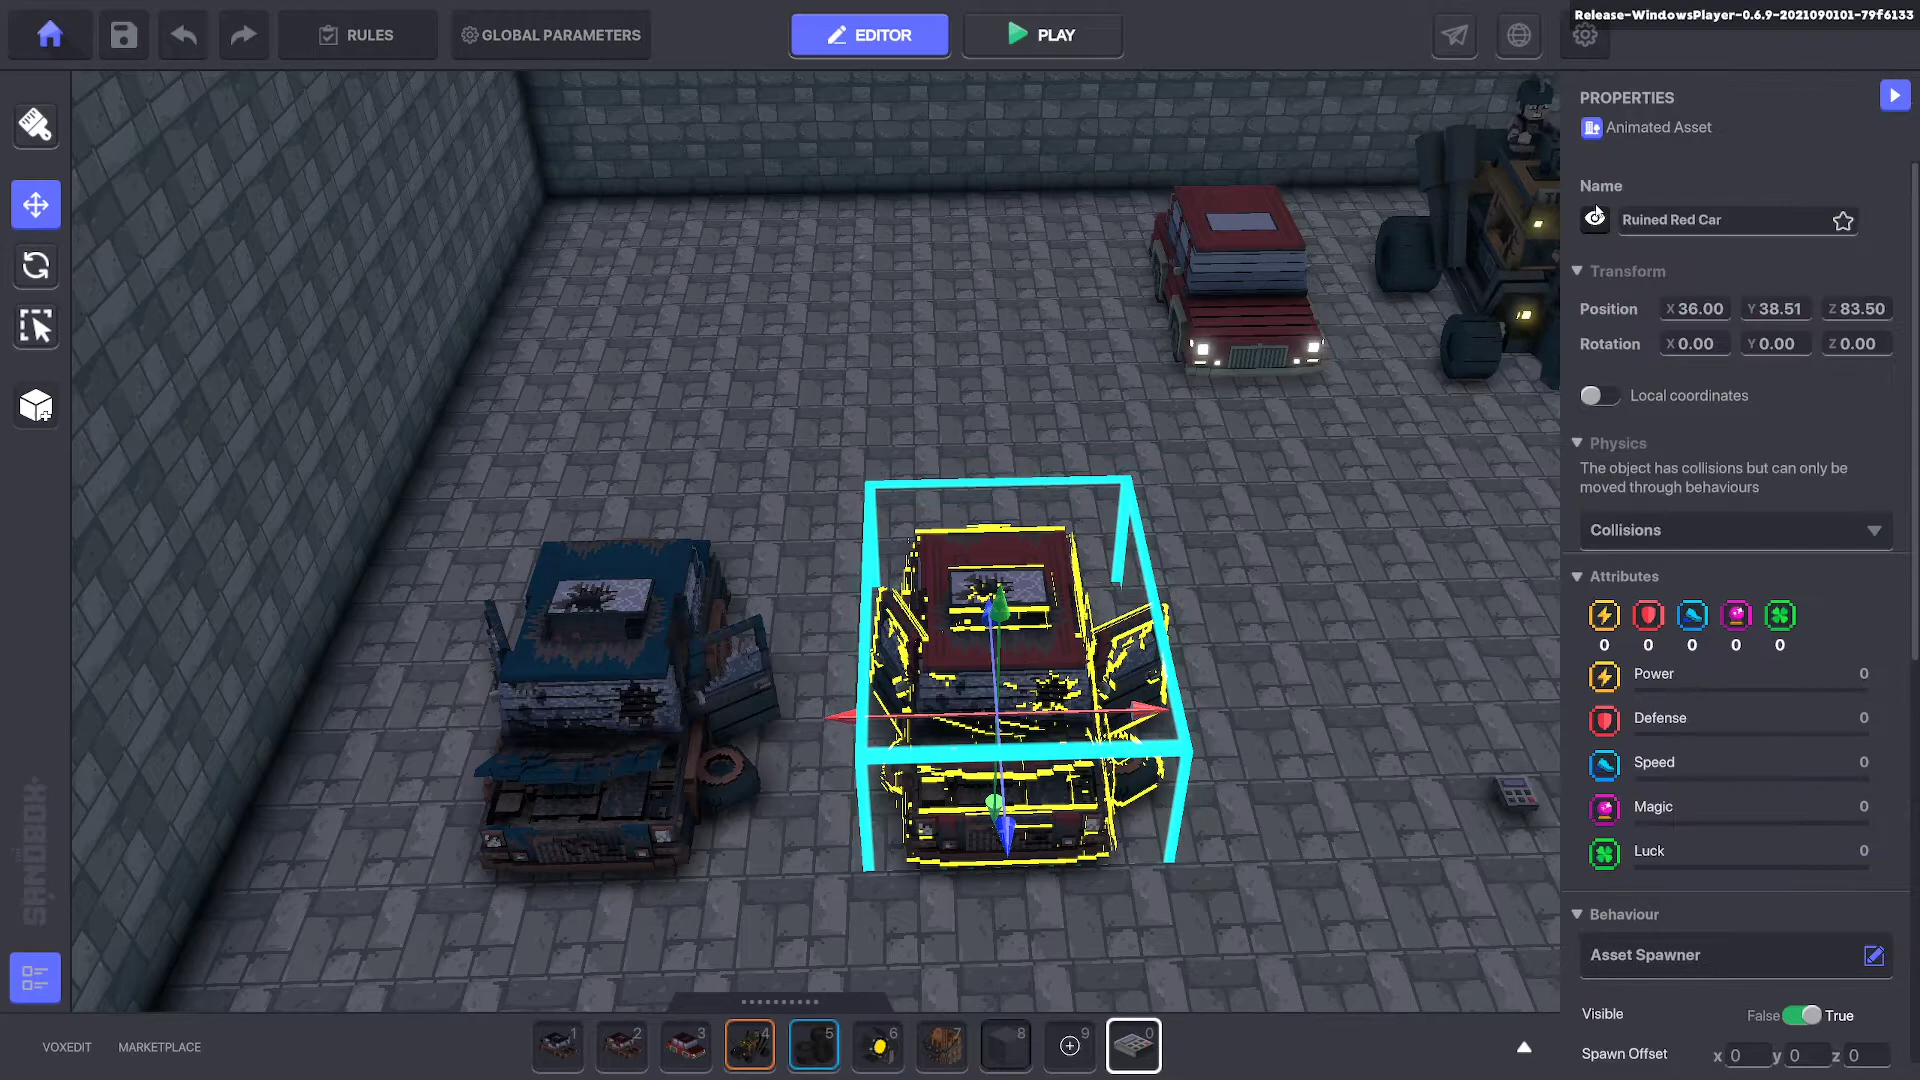 Release-WindowsPlayer-0.6.9-2021090101-79f6133
RULES
GLOBAL PARAMETERS
EDITOR
PLAY
PROPERTIES
Animated Asset
Name
Ruined Red Car
Transform
Position X 36.00 Y 38.51 Z 83.50
Rotation X 0.00 Y 0.00 Z 0.00
Local coordinates
Physics
The object has collisions but can only be
moved through behaviours
Collisions
Attributes
0 0 0 0 0
Power 0
Defense 0
Speed 0
Magic 0
Luck 0
Behaviour
Asset Spawner
Visible False True
Spawn Offset x 0 y 0 z 0
SANDBOX
VOXEDIT
MARKETPLACE
1 2 3 4 5 6 7 8 9 0